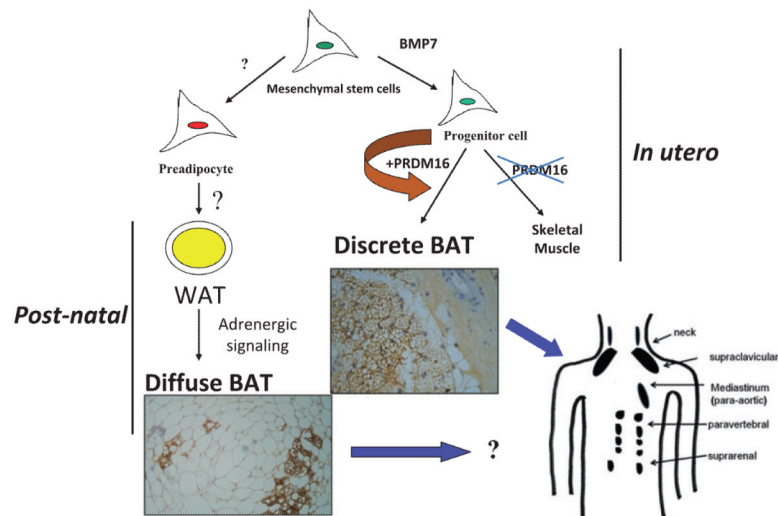 BMP7
?
Mesenchymal stem cells
Progenitor cell
In utero
+PRDM16
PRDM16
Preadipocyte
?
Skeletal
Muscle
Discrete BAT
WAT
Post-natal
Adrenergic
signaling
Diffuse BAT
neck
supraclavicular
Mediastinum
(para-aortic)
paravertebral
suprarenal
?